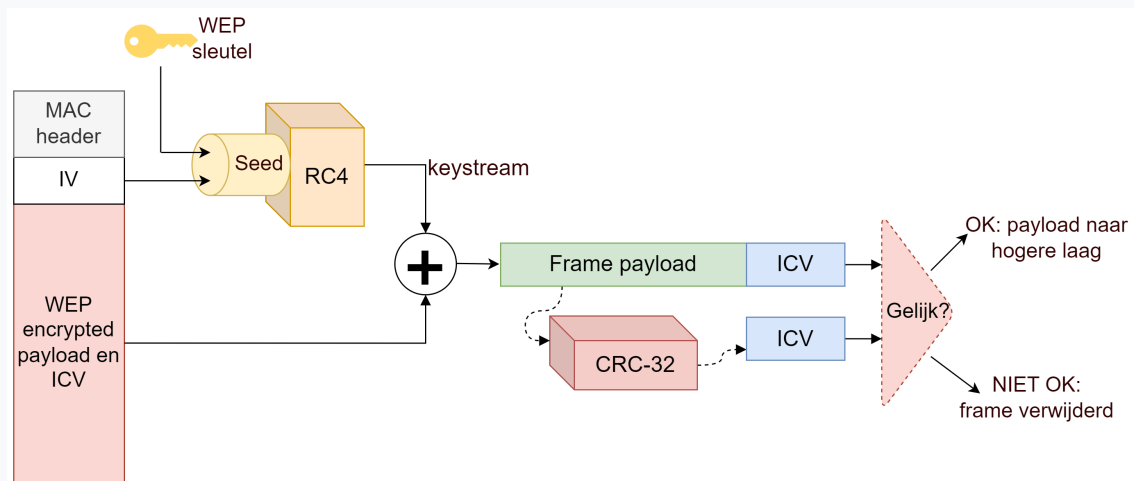 WEP
sleutel
MAC
header
IV
Seed
RC4
keystream
WEP
encrypted
payload en
ICV
Frame payload
ICV
CRC-32
ICV
Gelijk?
OK: payload naar
hogere laag
NIET OK:
frame verwijderd